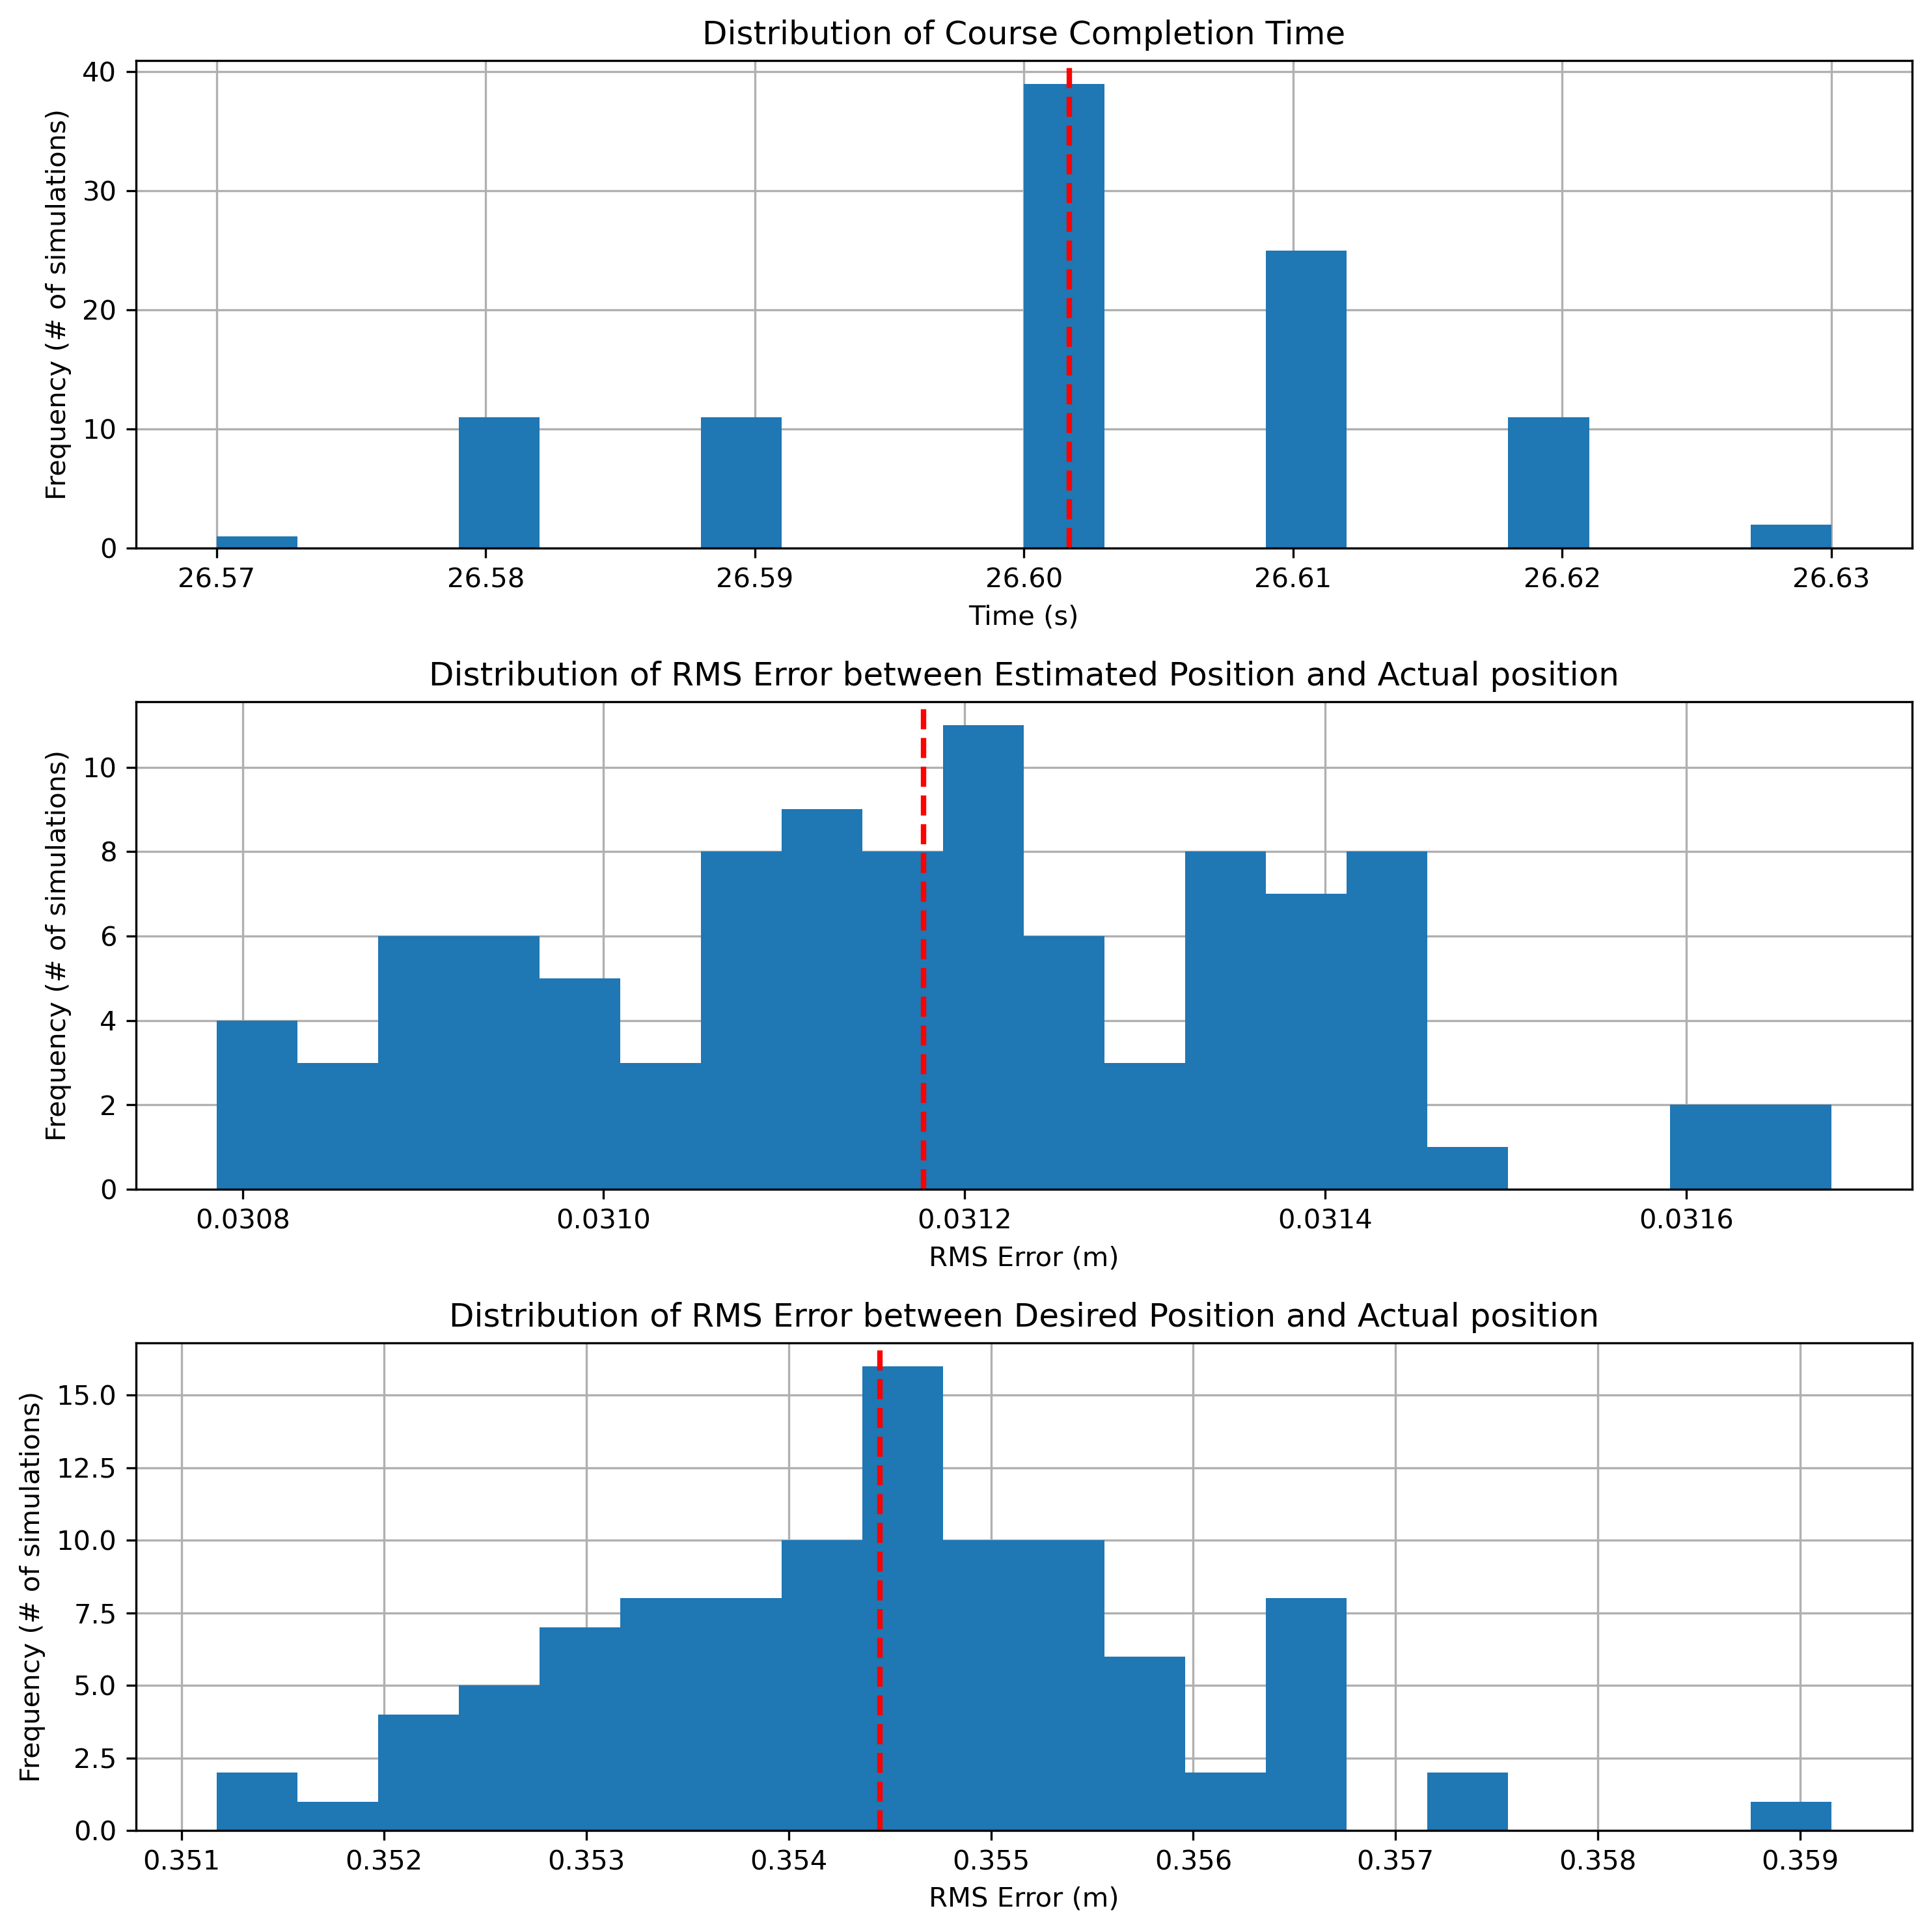 Distribution of Course Completion Time
Frequency (# of simulations)
40
30
20
10
0
26.57 26.58 26.59 26.60 26.61 26.62 26.63
Time (s)
Distribution of RMS Error between Estimated Position and Actual position
Frequency (# of simulations)
10
8
6
4
2
0
0.0308 0.0310 0.0312 0.0314 0.0316
RMS Error (m)
Distribution of RMS Error between Desired Position and Actual position
Frequency (# of simulations)
15.0
12.5
10.0
7.5
5.0
2.5
0.0
0.351 0.352 0.353 0.354 0.355 0.356 0.357 0.358 0.359
RMS Error (m)